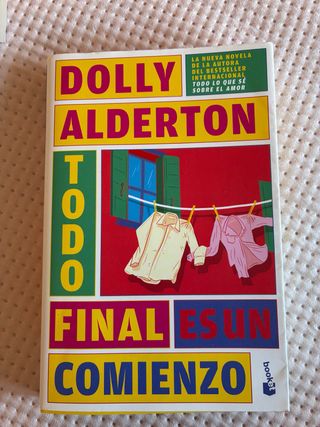 DOLLY
ALDERTON
LA NUEVA NOVELA
DE LA AUTORA
DEL BESTSELLER
INTERNACIONAL
TODO LO QUE SÉ
SOBRE EL AMOR
TODO
FINAL ES UN
COMIENZO
booket